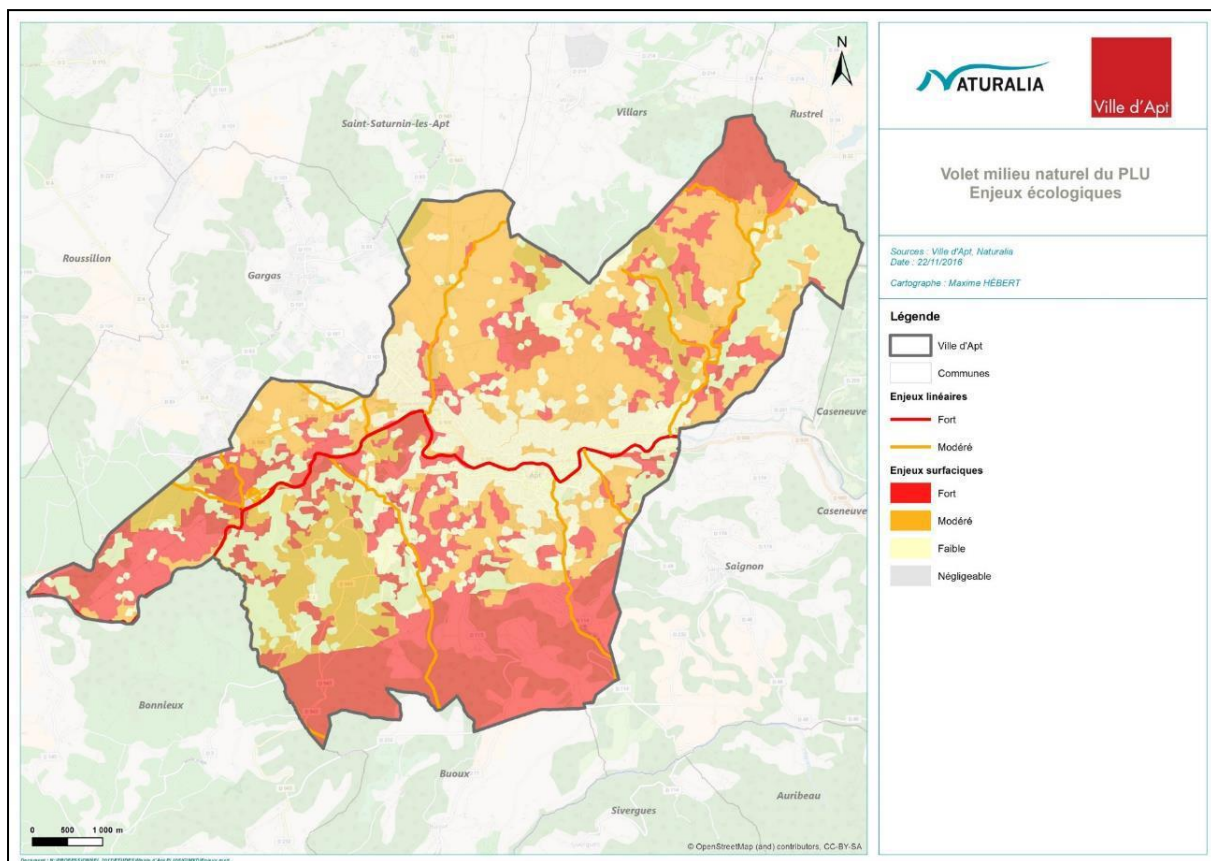 N
Saint-Saturnin-les-Apt
Villars
Rustrel
Roussillon
Gargas
Caseneuve
Caseneuve
Apt
Saignon
Bonnieux
Buoux
Sivergues
Auribeau
0 500 1 000 m
© OpenStreetMap (and) contributors, CC-BY-SA
NATURALIA
Ville d'Apt
Volet milieu naturel du PLU
Enjeux écologiques
Sources : Ville d'Apt, Naturalia
Date : 22/11/2016
Cartographe : Maxime HÉBERT
Légende
Ville d'Apt
Communes
Enjeux linéaires
Fort
Modéré
Enjeux surfaciques
Fort
Modéré
Faible
Négligeable